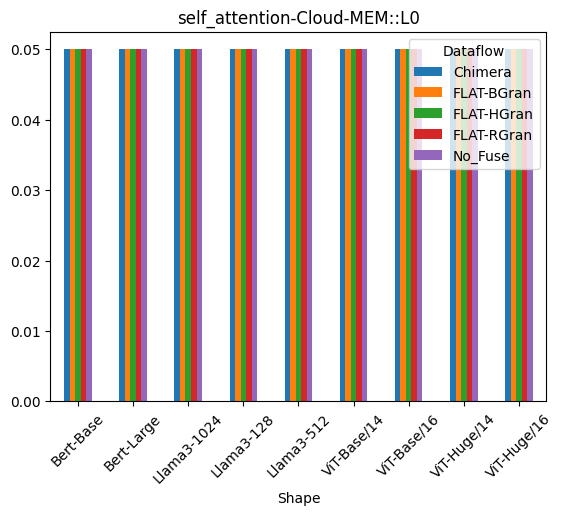 self_attention-Cloud-MEM::L0
0.05
0.04
0.03
0.02
0.01
0.00
Dataflow
Chimera
FLAT-BGran
FLAT-HGran
FLAT-RGran
No_Fuse
Bert-Base
Bert-Large
Llama3-1024
Llama3-128
Llama3-512
ViT-Base/14
ViT-Base/16
ViT-Huge/14
ViT-Huge/16
Shape